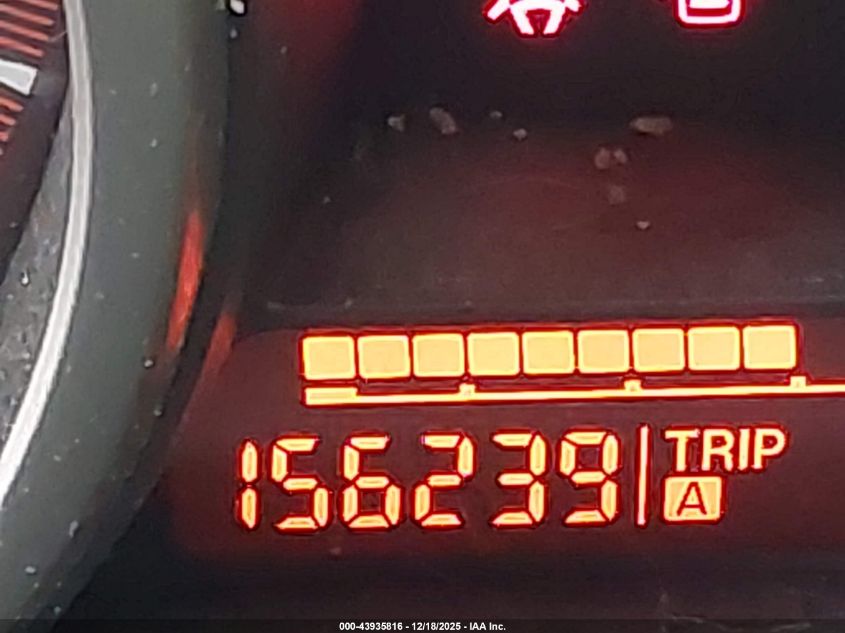 156239 TRIP
A
000-43935816 - 12/18/2025 - IAA Inc.